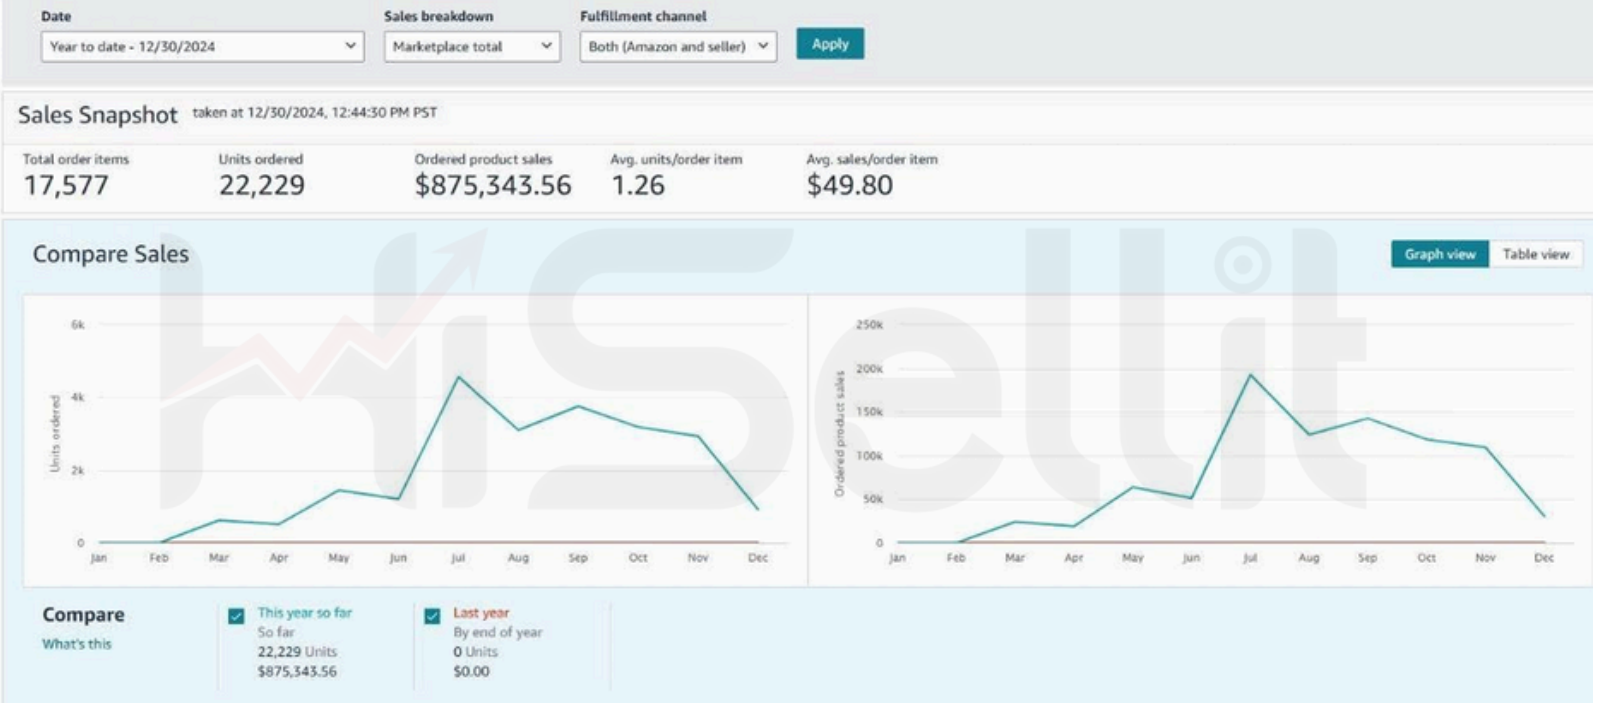 Date Sales breakdown Fulfillment channel
Year to date - 12/30/2024 Marketplace total Both (Amazon and seller) Apply
Sales Snapshot taken at 12/30/2024, 12:44:30 PM PST
Total order items Units ordered Ordered product sales Avg. units/order item Avg. sales/order item
17,577 22,229 $875,343.56 1.26 $49.80
Compare Sales Graph view Table view
HiSellit
Units ordered
6k
4k
2k
0
Jan Feb Mar Apr May Jun Jul Aug Sep Oct Nov Dec
Ordered product sales
250k
200k
150k
100k
50k
0
Jan Feb Mar Apr May Jun Jul Aug Sep Oct Nov Dec
Compare
What's this
This year so far
So far
22,229 Units
$875,343.56
Last year
By end of year
0 Units
$0.00